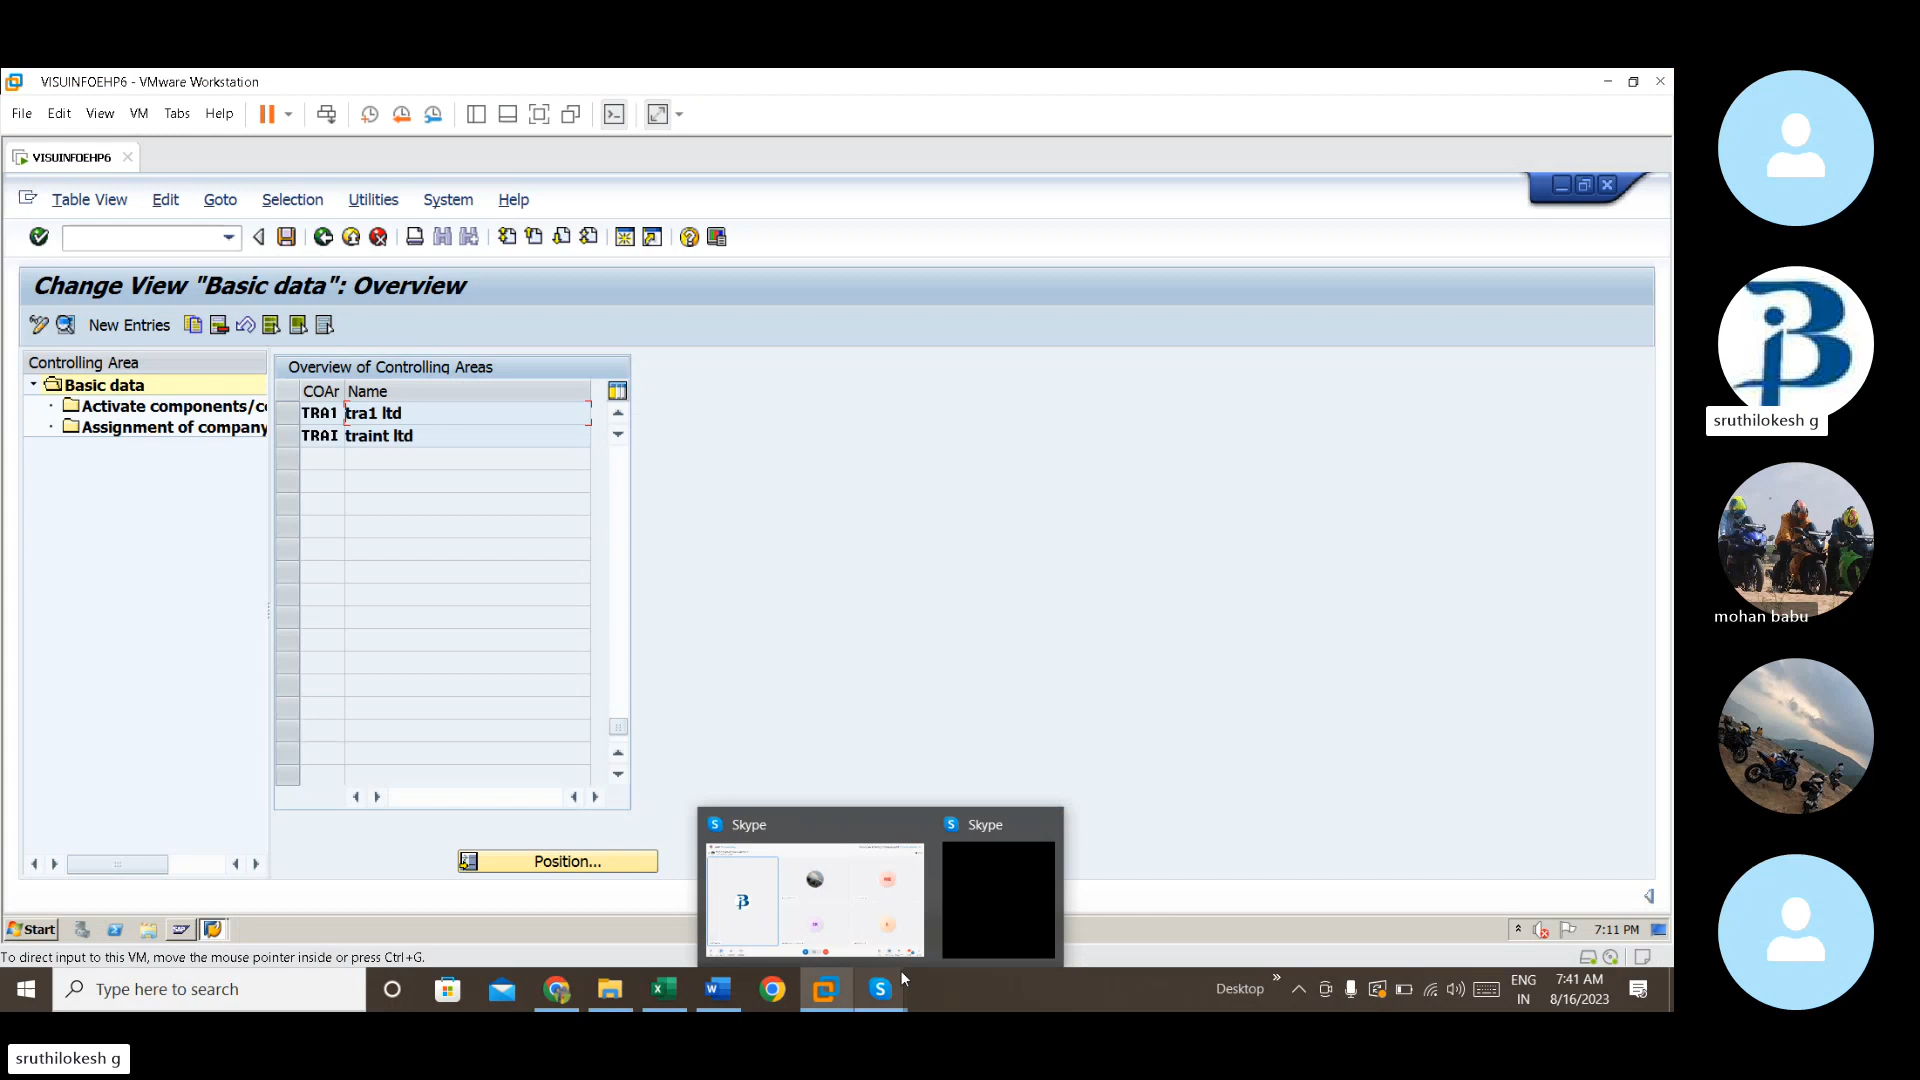 VISUINFOEHP6 - VMware Workstation
File Edit View VM Tabs Help
VISUINFOEHP6
Table View Edit Goto Selection Utilities System Help
Change View "Basic data": Overview
New Entries
Controlling Area
Basic data
Activate components/c
Assignment of company
Overview of Controlling Areas
COAr Name
TRA1 tra1 ltd
TRAI traint ltd
Position...
Skype
Skype
Start
7:11 PM
To direct input to this VM, move the mouse pointer inside or press Ctrl+G.
Type here to search
Desktop
ENG
IN
7:41 AM
8/16/2023
sruthilokesh g
mohan babu
sruthilokesh g